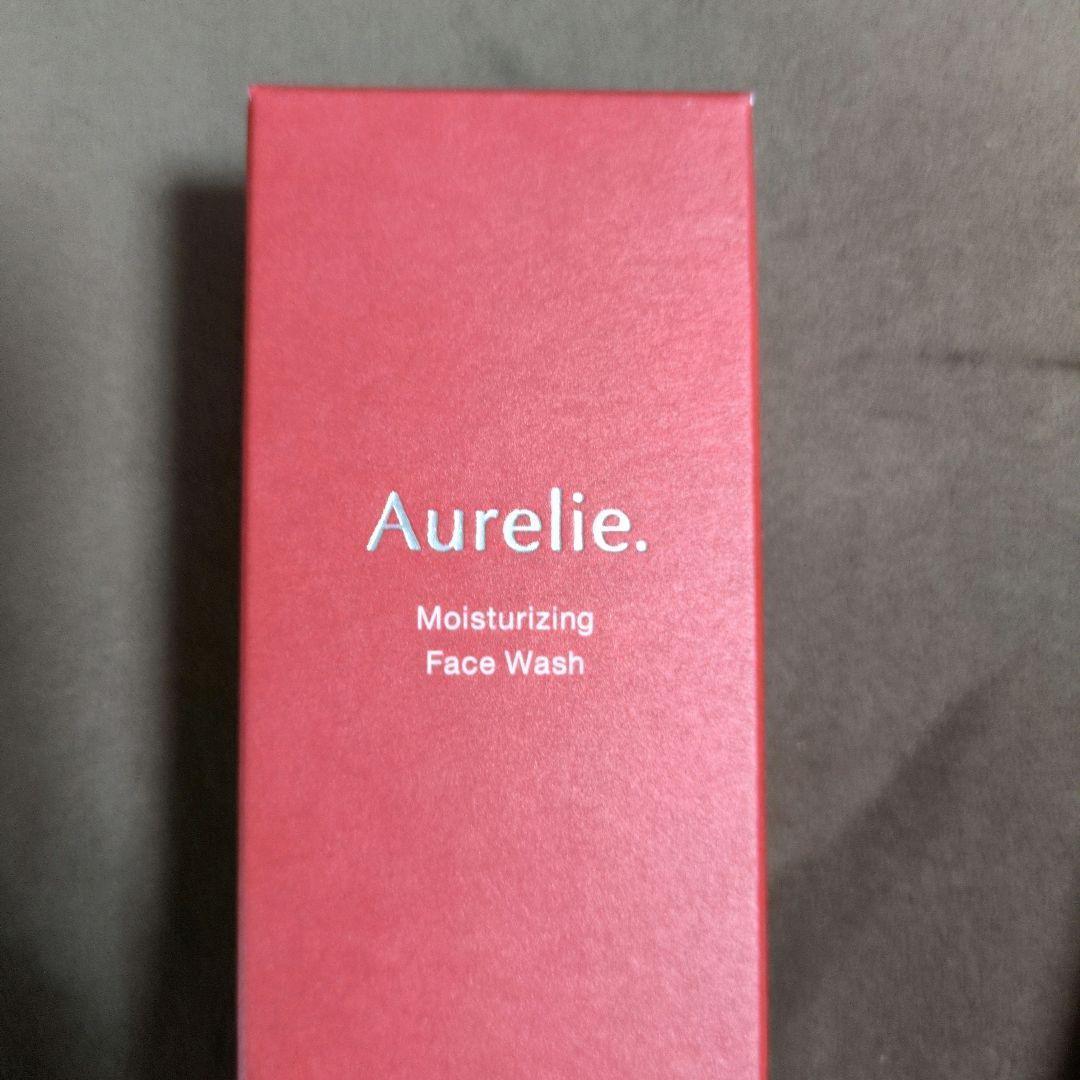 Aurelie.
Moisturizing
Face Wash